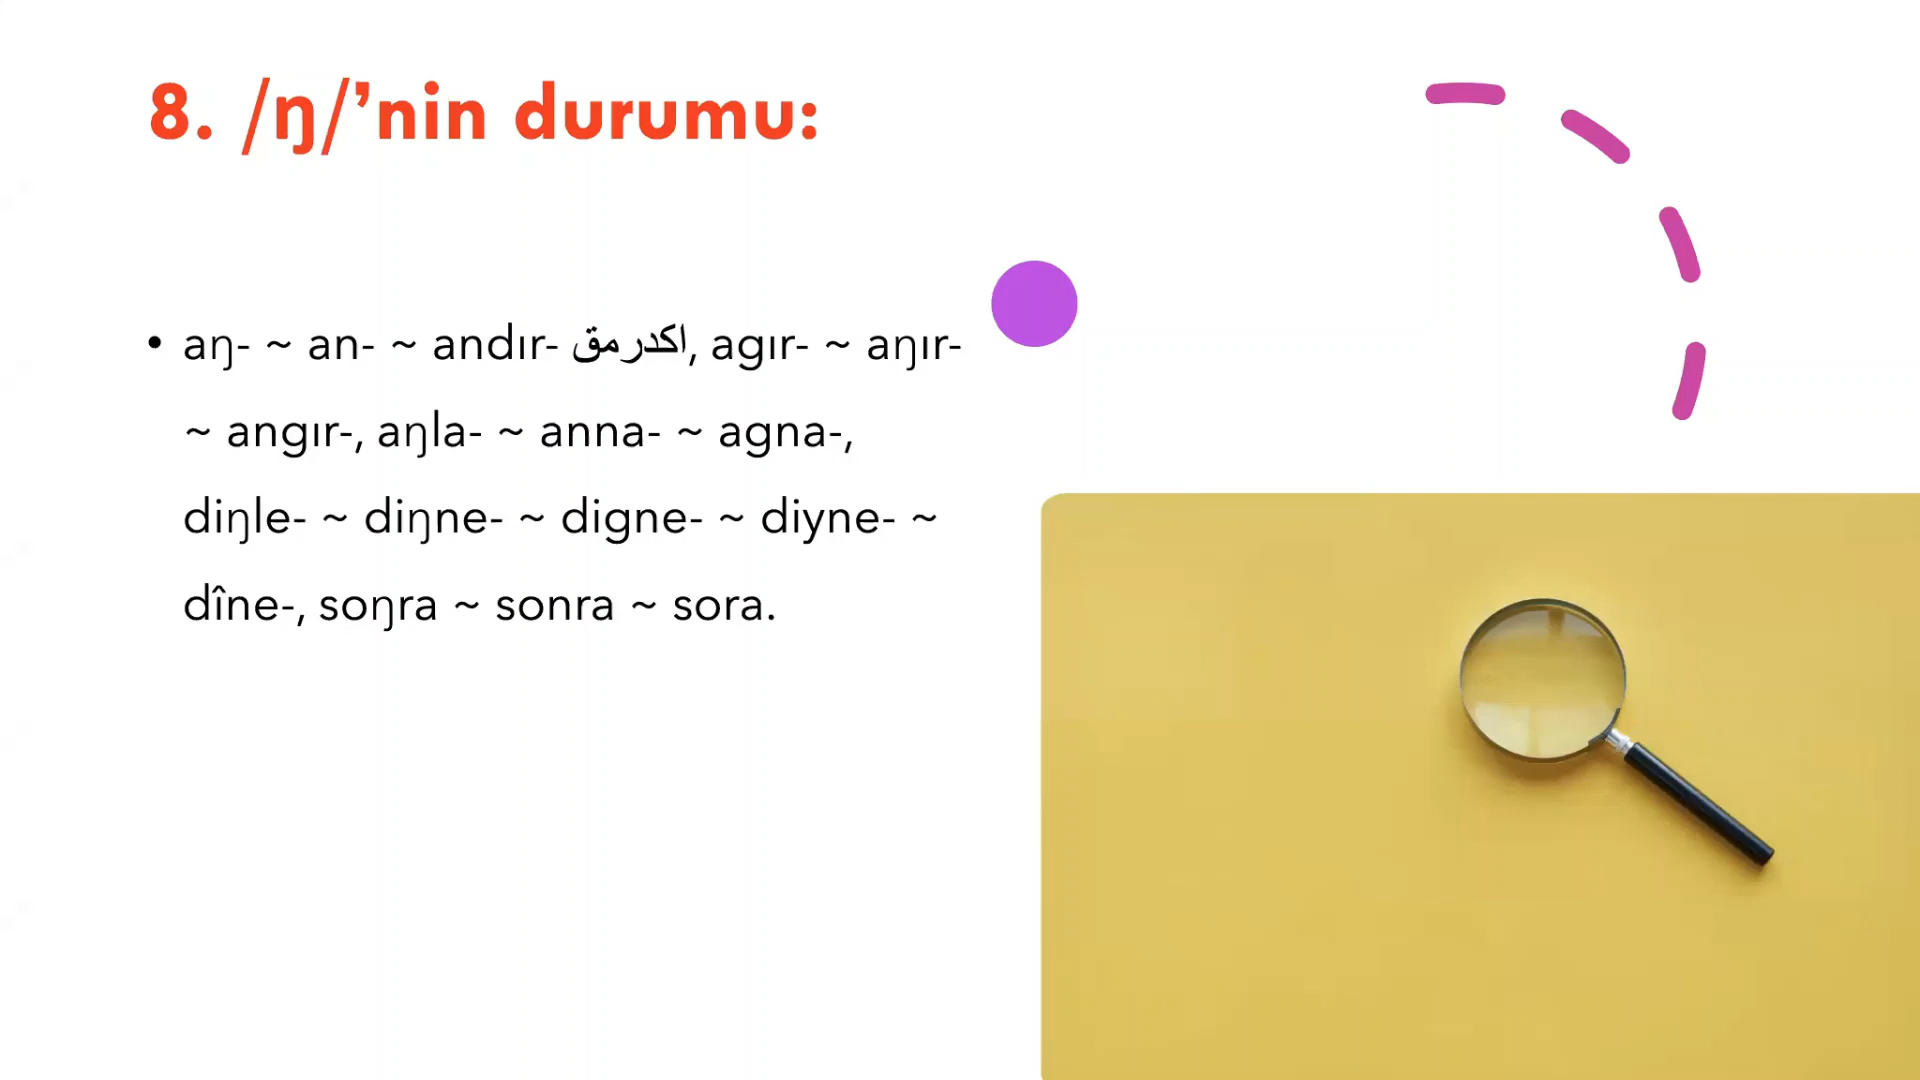 8. /ŋ/’nin durumu:
• aŋ- ~ an- ~ andır- اكدرمق, agır- ~ aŋır-
~ angır-, aŋla- ~ anna- ~ agna-,
diŋle- ~ diŋne- ~ digne- ~ diyne- ~
dîne-, soŋra ~ sonra ~ sora.